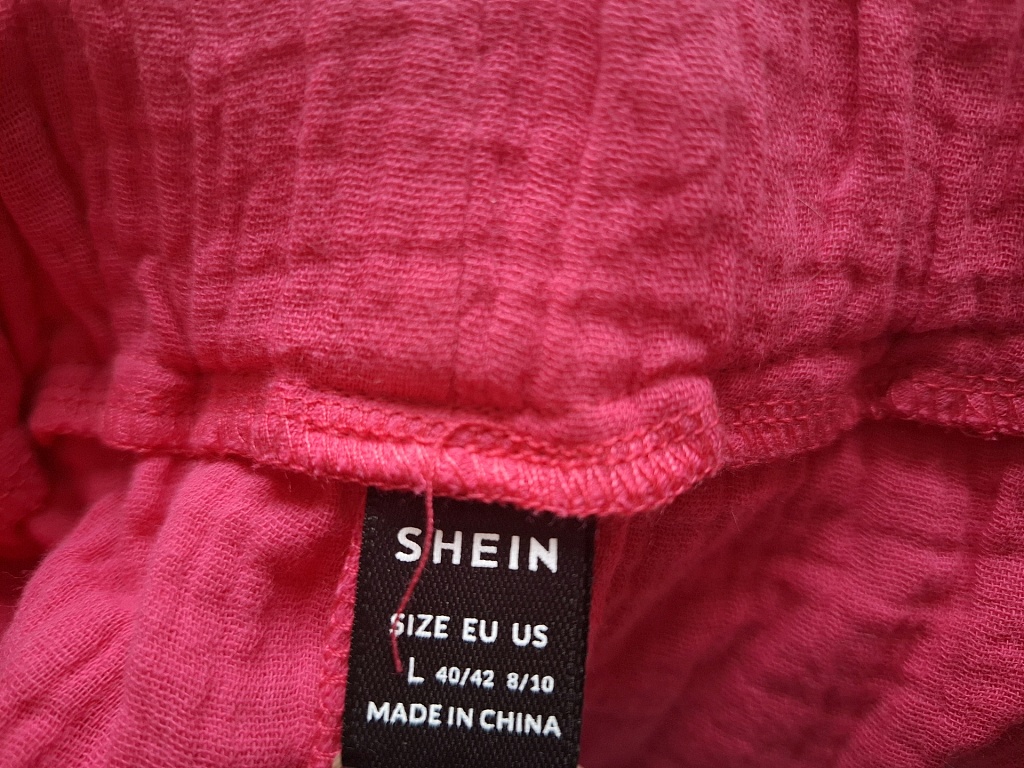 SHEIN
SIZE EU US
L 40/42 8/10
MADE IN CHINA